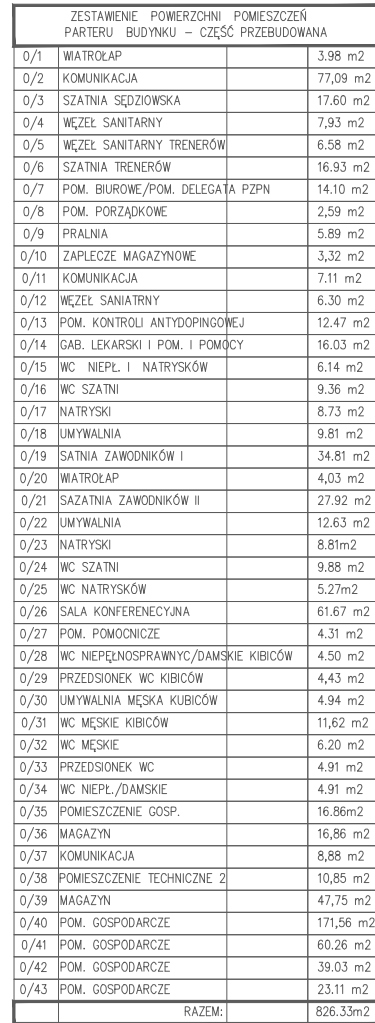 ZESTAWIENIE POWIERZCHNI POMIESZCZEŃ
PARTERU BUDYNKU – CZĘŚĆ PRZEBUDOWANA
0/1 WIATROŁAP 3.98 m2
0/2 KOMUNIKACJA 77,09 m2
0/3 SZATNIA SĘDZIOWSKA 17.60 m2
0/4 WĘZEŁ SANITARNY 7,93 m2
0/5 WĘZEŁ SANITARNY TRENERÓW 6.58 m2
0/6 SZATNIA TRENERÓW 16.93 m2
0/7 POM. BIUROWE/POM. DELEGATA PZPN 14.10 m2
0/8 POM. PORZĄDKOWE 2,59 m2
0/9 PRALNIA 5.89 m2
0/10 ZAPLECZE MAGAZYNOWE 3,32 m2
0/11 KOMUNIKACJA 7.11 m2
0/12 WĘZEŁ SANIATRNY 6.30 m2
0/13 POM. KONTROLI ANTYDOPINGOWEJ 12.47 m2
0/14 GAB. LEKARSKI I POM. I POMOCY 16.03 m2
0/15 WC NIEPŁ. I NATRYSKÓW 6.14 m2
0/16 WC SZATNI 9.36 m2
0/17 NATRYSKI 8.73 m2
0/18 UMYWALNIA 9.81 m2
0/19 SATNIA ZAWODNIKÓW I 34.81 m2
0/20 WIATROŁAP 4,03 m2
0/21 SAZATNIA ZAWODNIKÓW II 27.92 m2
0/22 UMYWALNIA 12.63 m2
0/23 NATRYSKI 8.81m2
0/24 WC SZATNI 9.88 m2
0/25 WC NATRYSKÓW 5.27m2
0/26 SALA KONFERENECYJNA 61.67 m2
0/27 POM. POMOCNICZE 4.31 m2
0/28 WC NIEPEŁNOSPRAWNYC/DAMSKIE KIBICÓW 4.50 m2
0/29 PRZEDSIONEK WC KIBICÓW 4,43 m2
0/30 UMYWALNIA MĘSKA KUBICÓW 4.94 m2
0/31 WC MĘSKIE KIBICÓW 11,62 m2
0/32 WC MĘSKIE 6.20 m2
0/33 PRZEDSIONEK WC 4.91 m2
0/34 WC NIEPŁ./DAMSKIE 4.91 m2
0/35 POMIESZCZENIE GOSP. 16.86m2
0/36 MAGAZYN 16,86 m2
0/37 KOMUNIKACJA 8,88 m2
0/38 POMIESZCZENIE TECHNICZNE 2 10,85 m2
0/39 MAGAZYN 47,75 m2
0/40 POM. GOSPODARCZE 171,56 m2
0/41 POM. GOSPODARCZE 60.26 m2
0/42 POM. GOSPODARCZE 39.03 m2
0/43 POM. GOSPODARCZE 23.11 m2
RAZEM: 826.33m2